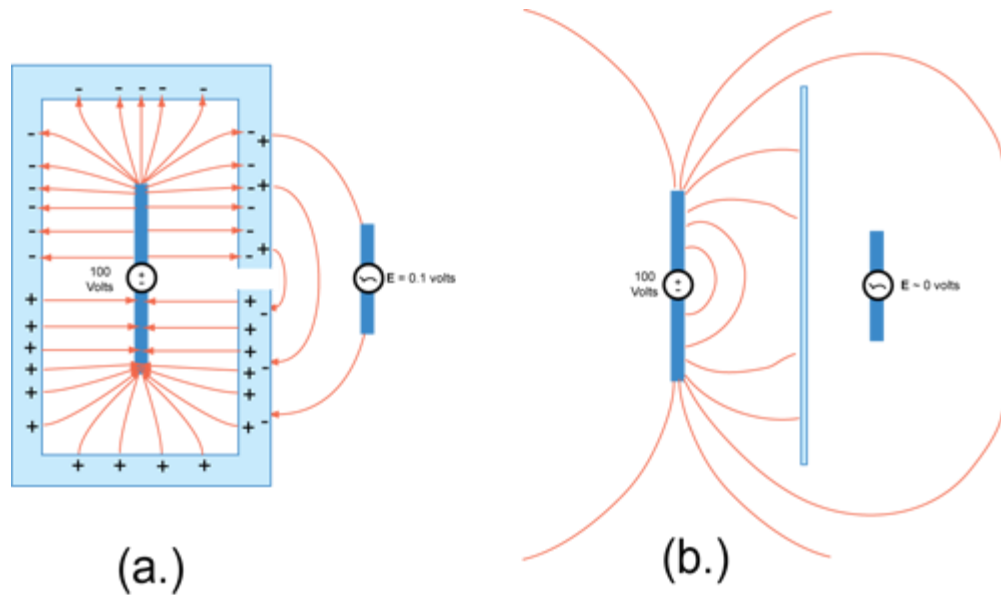 - - - - -
- - - +
- -
- - +
- -
- -
- - +
100
Volts
+
-
E = 0.1 volts
+ +
+ + -
+ +
+ + -
+ +
+ + -
+ + + +
(a.)
100
Volts
+
-
E ~ 0 volts
(b.)